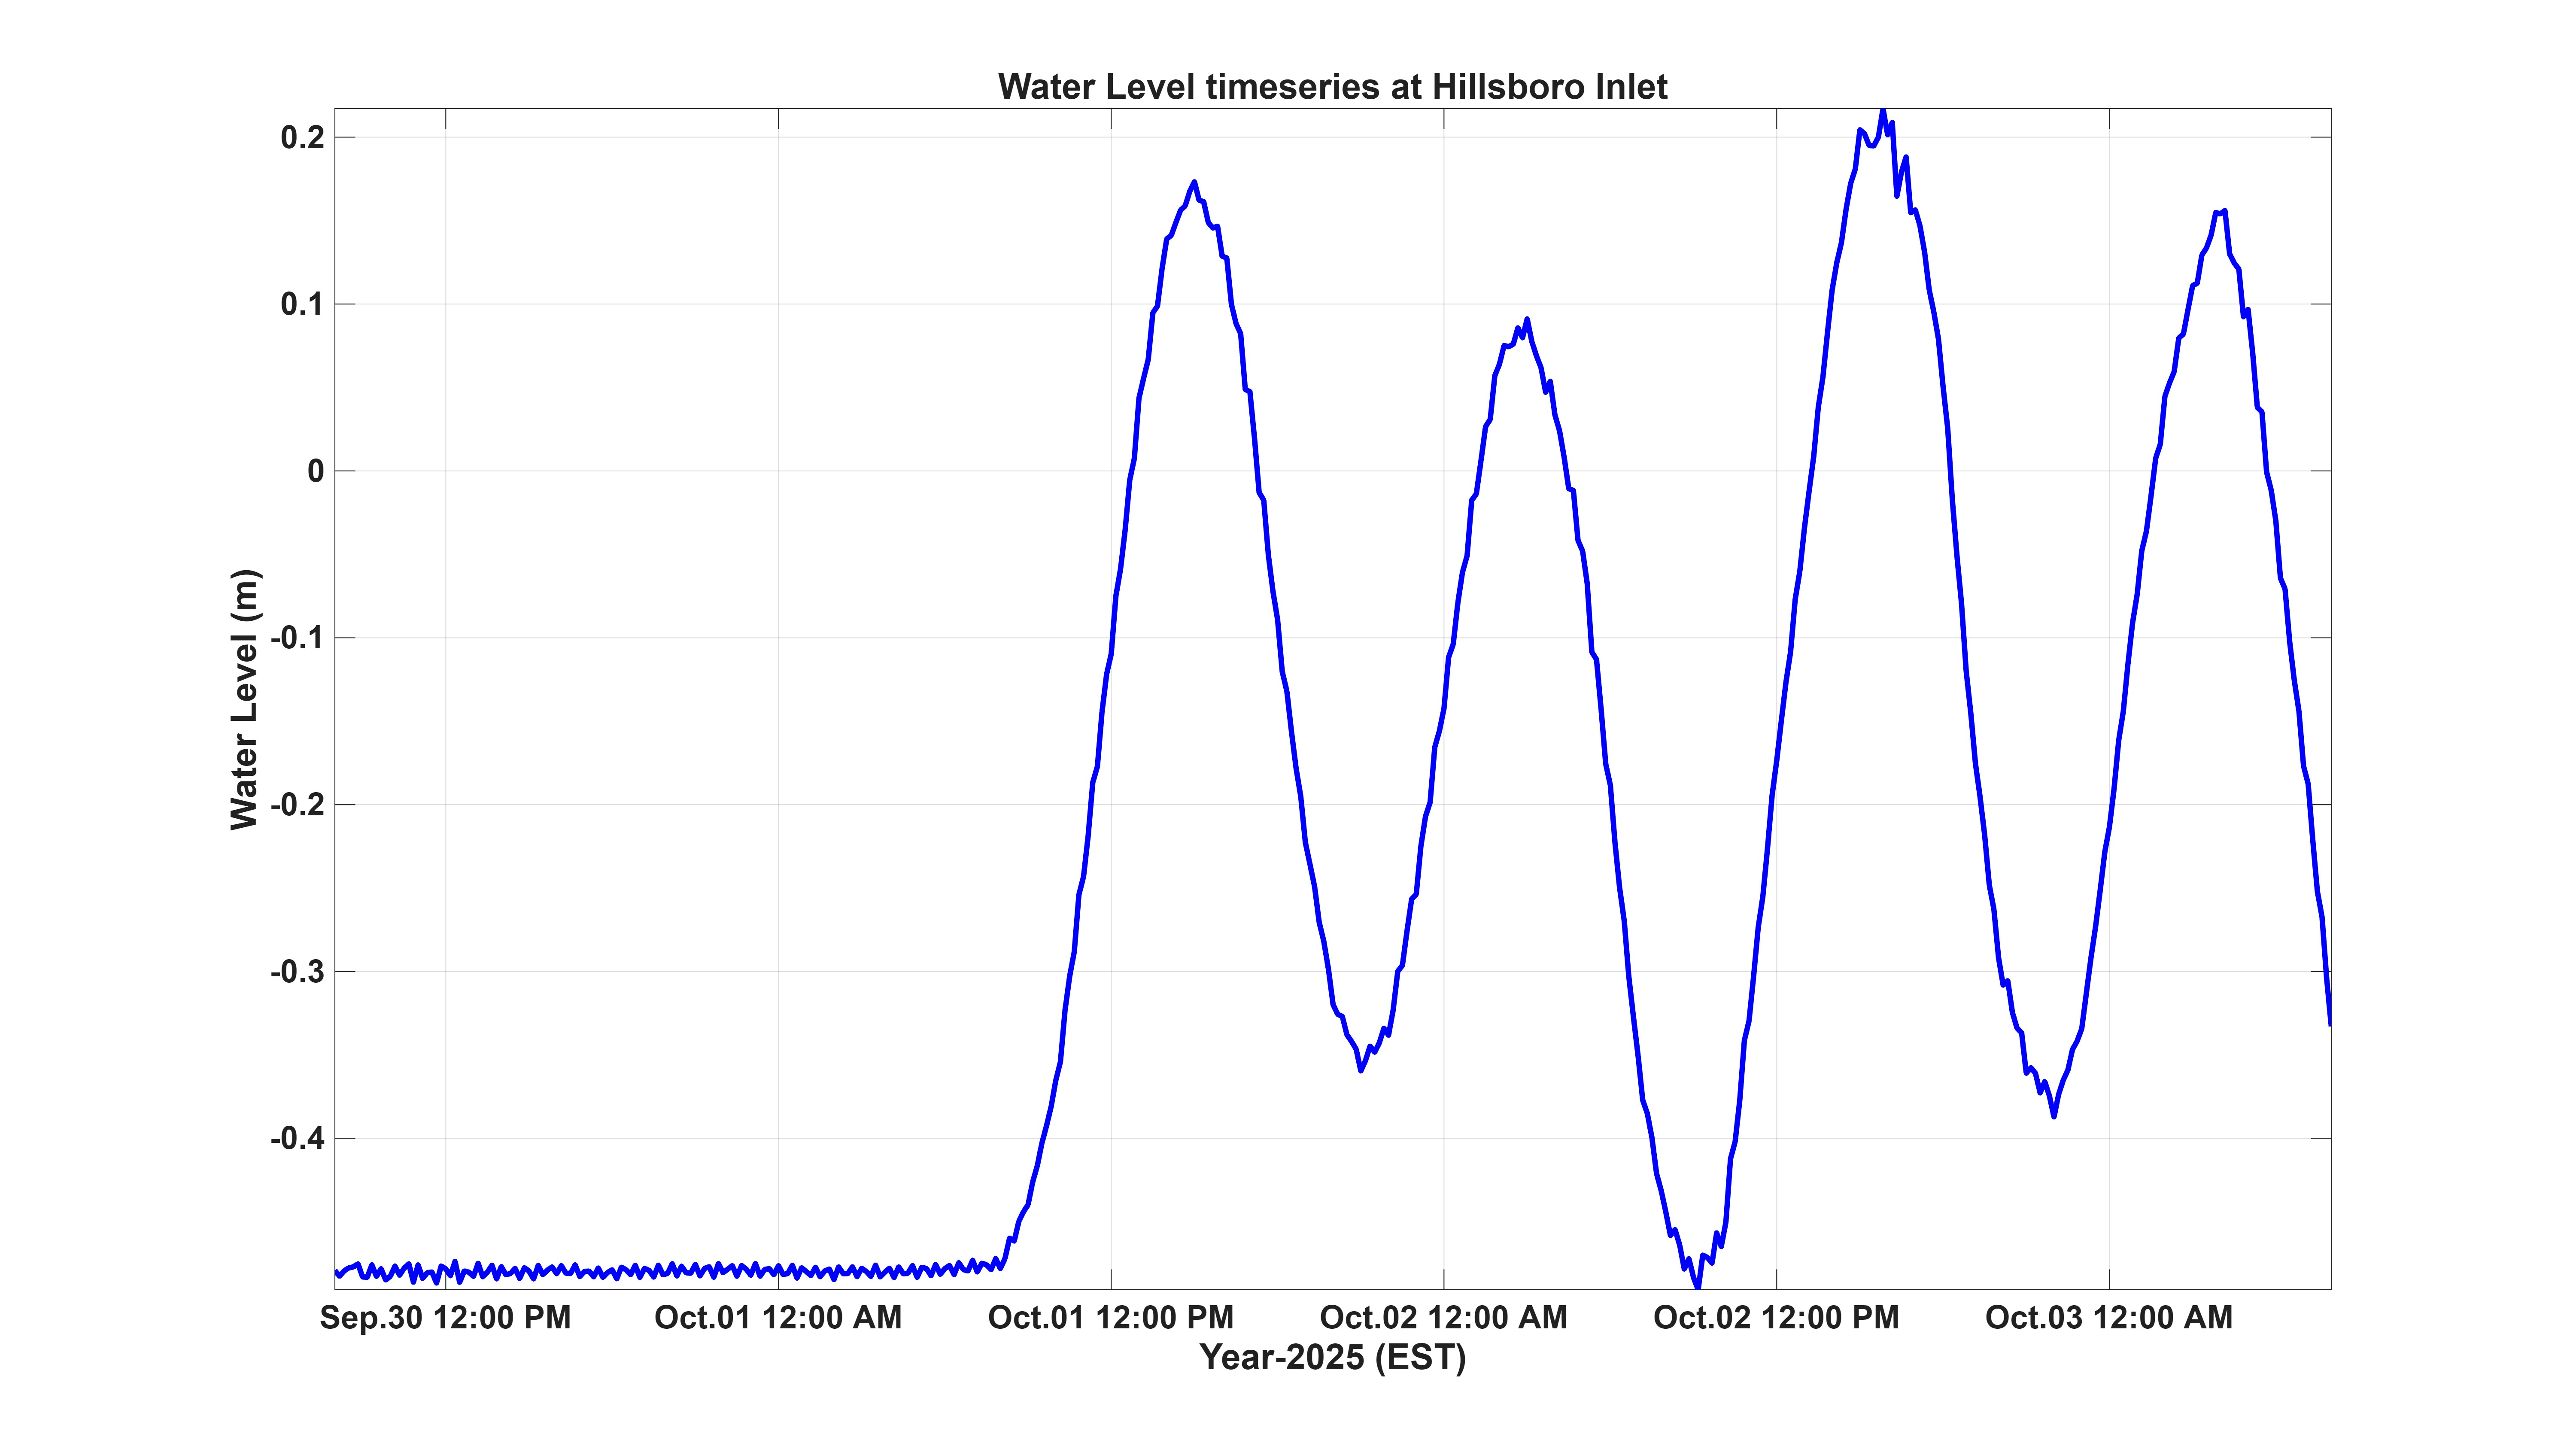 Water Level timeseries at Hillsboro Inlet
0.2
0.1
0
-0.1
-0.2
-0.3
-0.4
Water Level (m)
Sep.30 12:00 PM Oct.01 12:00 AM Oct.01 12:00 PM Oct.02 12:00 AM Oct.02 12:00 PM Oct.03 12:00 AM
Year-2025 (EST)